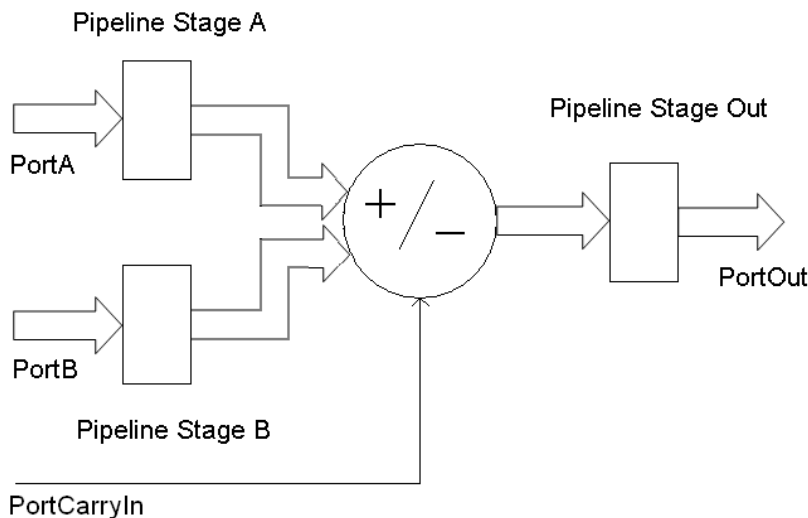 Pipeline Stage A
PortA
Pipeline Stage Out
+ / −
PortOut
PortB
Pipeline Stage B
PortCarryIn